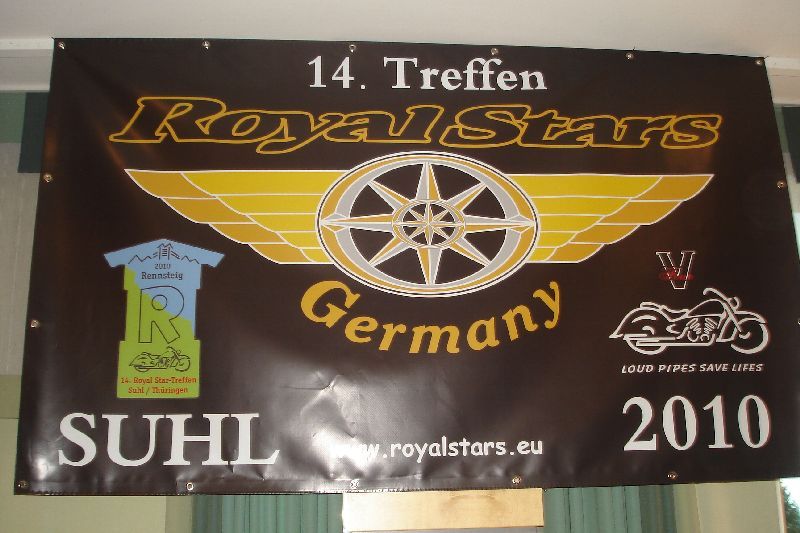 14. Treffen
Royal Stars
Germany
2010
Rennsteig
R
14. Royal Star-Treffen
Suhl / Thüringen
V
LOUD PIPES SAVE LIFES
SUHL
www.royalstars.eu
2010